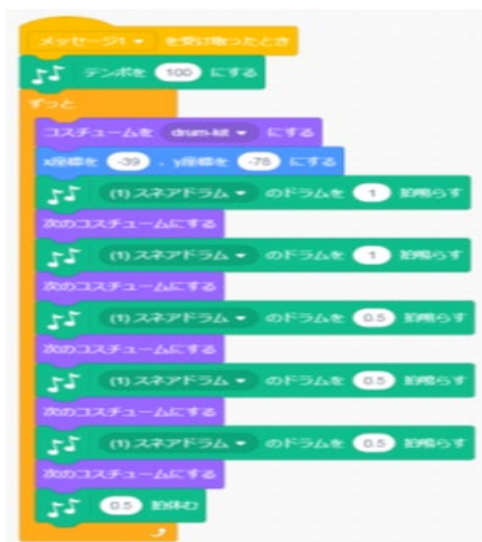 メッセージ1 を受け取ったとき
テンポを 100 にする
ずっと
コスチュームを drum-kit にする
x座標を -39 、y座標を -78 にする
(1) スネアドラム のドラムを 1 拍鳴らす
次のコスチュームにする
(1) スネアドラム のドラムを 1 拍鳴らす
次のコスチュームにする
(1) スネアドラム のドラムを 0.5 拍鳴らす
次のコスチュームにする
(1) スネアドラム のドラムを 0.5 拍鳴らす
次のコスチュームにする
(1) スネアドラム のドラムを 0.5 拍鳴らす
次のコスチュームにする
0.5 拍休む